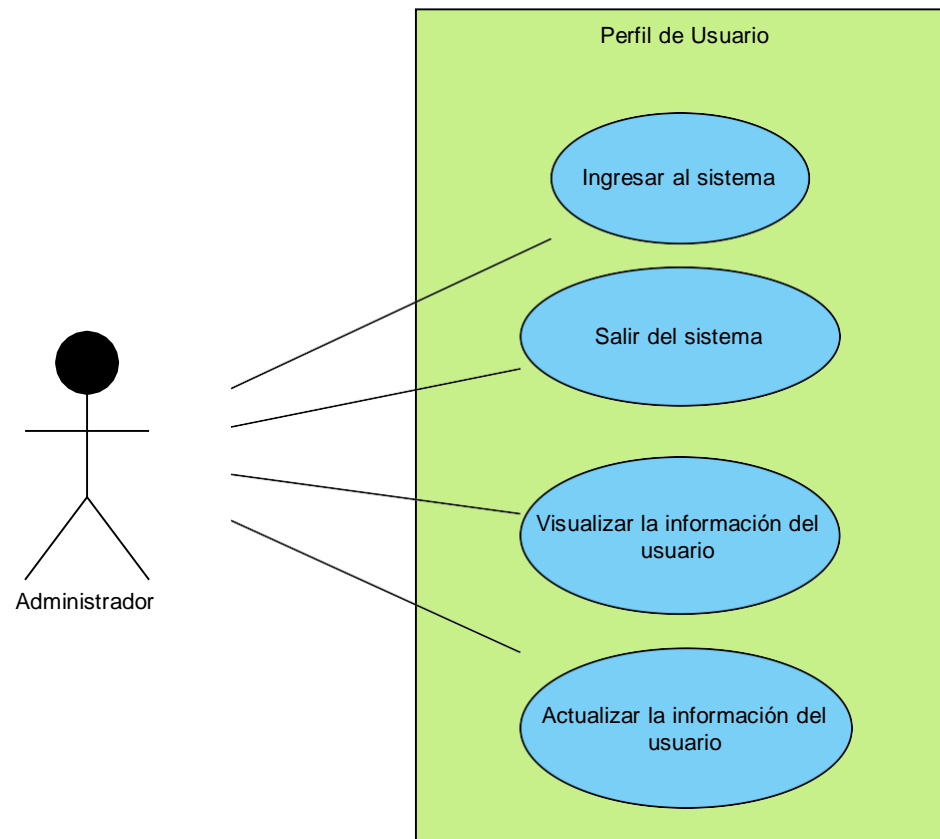 Perfil de Usuario
Ingresar al sistema
Salir del sistema
Visualizar la información del
usuario
Administrador
Actualizar la información del
usuario